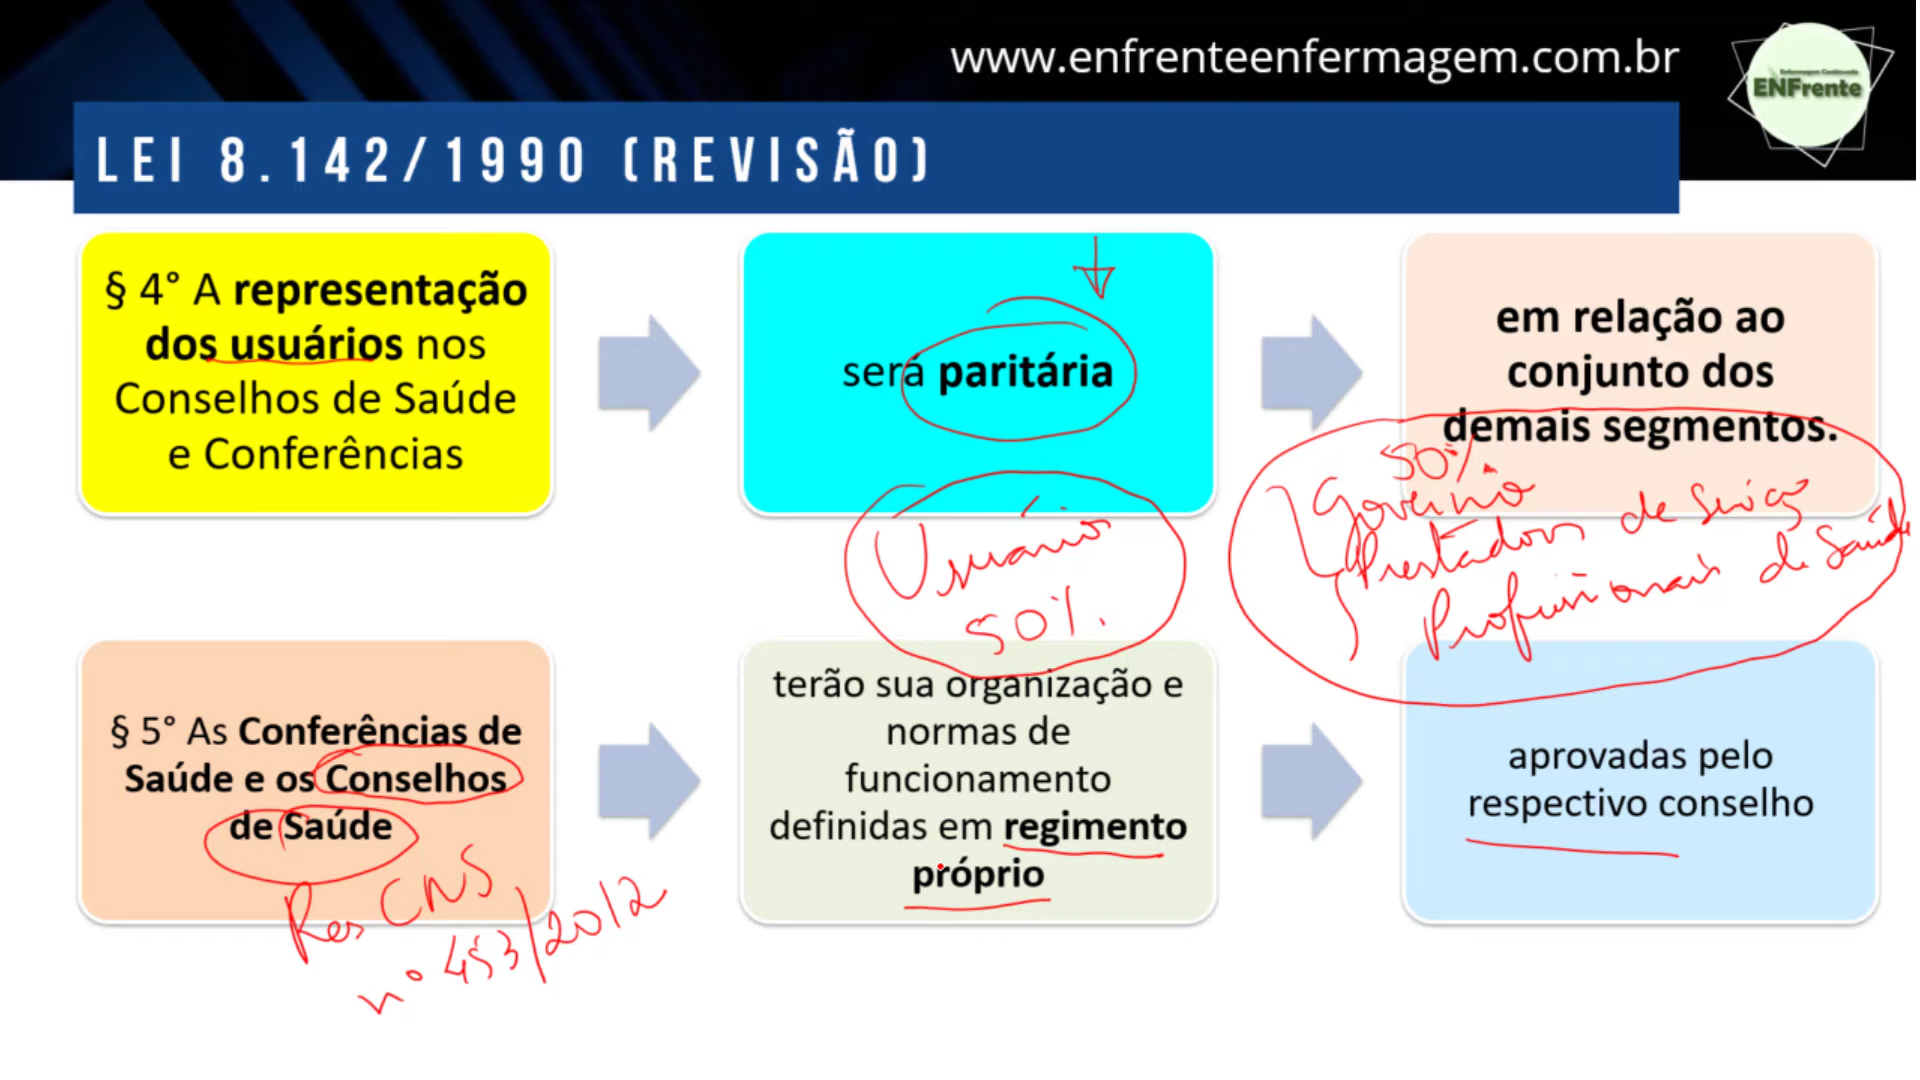 www.enfrenteenfermagem.com.br
Enfermagem Continuada
ENFrente
LEI 8.142/1990 (REVISÃO)
§ 4° A representação
dos usuários nos
Conselhos de Saúde
e Conferências
será paritária
em relação ao
conjunto dos
demais segmentos.
Usuários
50%.
50%.
Governo
Prestadores de Serviço
Profissionais de Saúde
§ 5° As Conferências de
Saúde e os Conselhos
de Saúde
Res CNS
nº 453/2012
terão sua organização e
normas de
funcionamento
definidas em regimento
próprio
aprovadas pelo
respectivo conselho